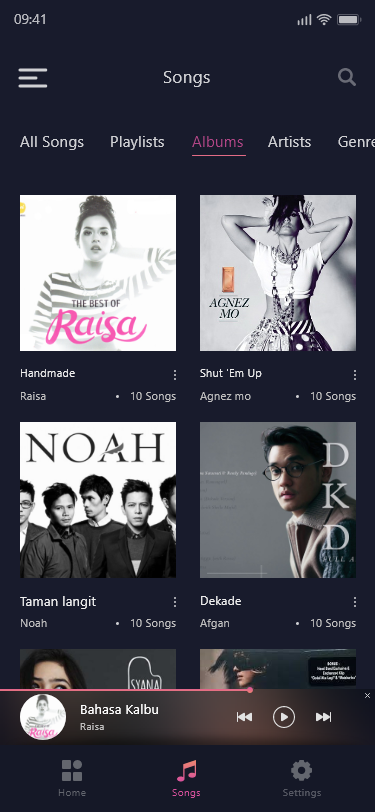 09:41
Songs
All Songs Playlists Albums Artists Genre
THE BEST OF
Raisa
AGNEZ
MO
Handmade
Raisa • 10 Songs
Shut 'Em Up
Agnez mo • 10 Songs
NOAH
D
K
D
Taman langit
Noah • 10 Songs
Dekade
Afgan • 10 Songs
SYANA
BONUS
Raisa
Bahasa Kalbu
Raisa
Home Songs Settings